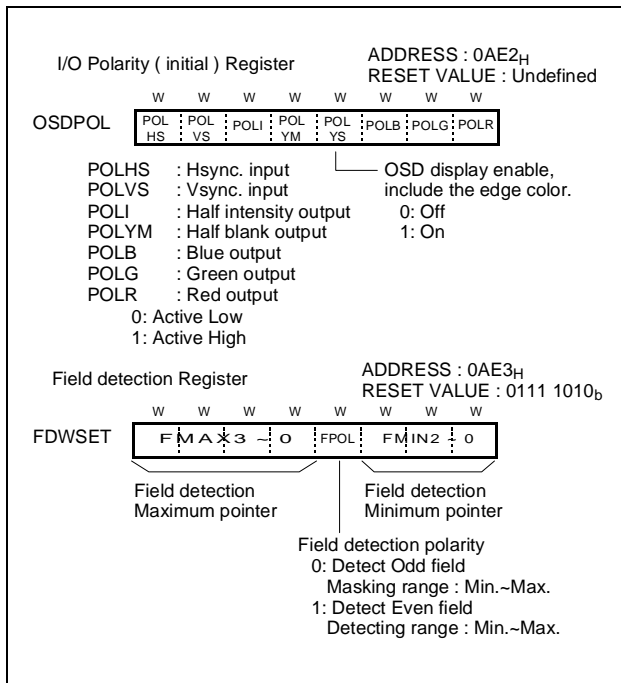 I/O Polarity ( initial ) Register
ADDRESS : 0AE2H
RESET VALUE : Undefined
W W W W W W W W
OSDPOL
POL HS
POL VS
POLI
POL YM
POL YS
POLB
POLG
POLR
POLHS : Hsync. input
POLVS : Vsync. input
POLI : Half intensity output
POLYM : Half blank output
POLB : Blue output
POLG : Green output
POLR : Red output
0: Active Low
1: Active High
OSD display enable,
include the edge color.
0: Off
1: On
Field detection Register
ADDRESS : 0AE3H
RESET VALUE : 0111 1010b
W W W W W W W W
FDWSET
FMAX3 ~ 0
FPOL
FMIN2 ~ 0
Field detection
Maximum pointer
Field detection
Minimum pointer
Field detection polarity
0: Detect Odd field
Masking range : Min.~Max.
1: Detect Even field
Detecting range : Min.~Max.